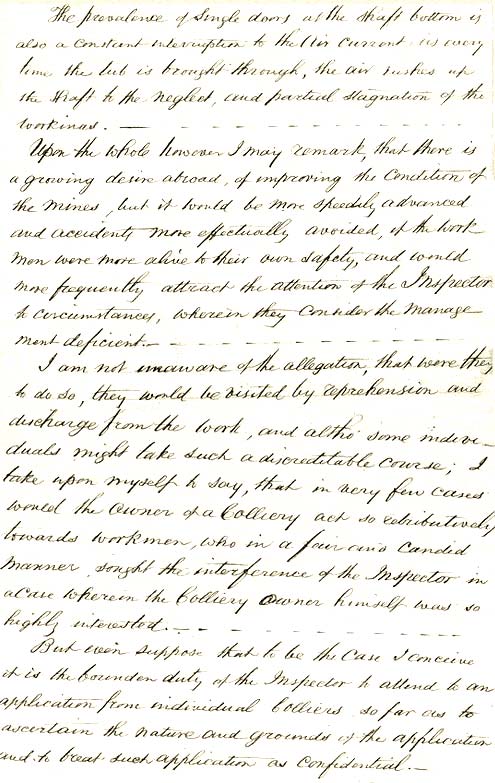 The prevalence of Single doors at the Shaft bottom is
also a constant interruption to the Air current, as every
time the tub is brought through, the air rushes up
the Shaft to the neglect, and partial Stagnation of the
workings. —
Upon the whole however I may remark, that there is
a growing desire abroad, of improving the Condition of
the Mines, but it would be more speedily advanced
and accidents more effectually avoided, if the Work
men were more alive to their own safety, and would
more frequently attract the attention of the Inspector
to circumstances, wherein they consider the Manage
ment deficient. —
I am not unaware of the allegation, that were they
to do so, they would be visited by reprehension and
discharge from the work, and altho' some indivi-
duals might take such a discreditable course; I
take upon myself to say, that in very few cases
would the Owner of a Colliery act so retributively
towards workmen, who in a fair and candid
Manner, sought the interference of the Inspector in
a Case wherein the Colliery Owner himself was so
highly interested. —
But even suppose that to be the Case I conceive
it is the bounden duty of the Inspector to attend to an
application from individual Colliers so far as to
ascertain the nature and grounds of the application
and to treat such application as confidential. —